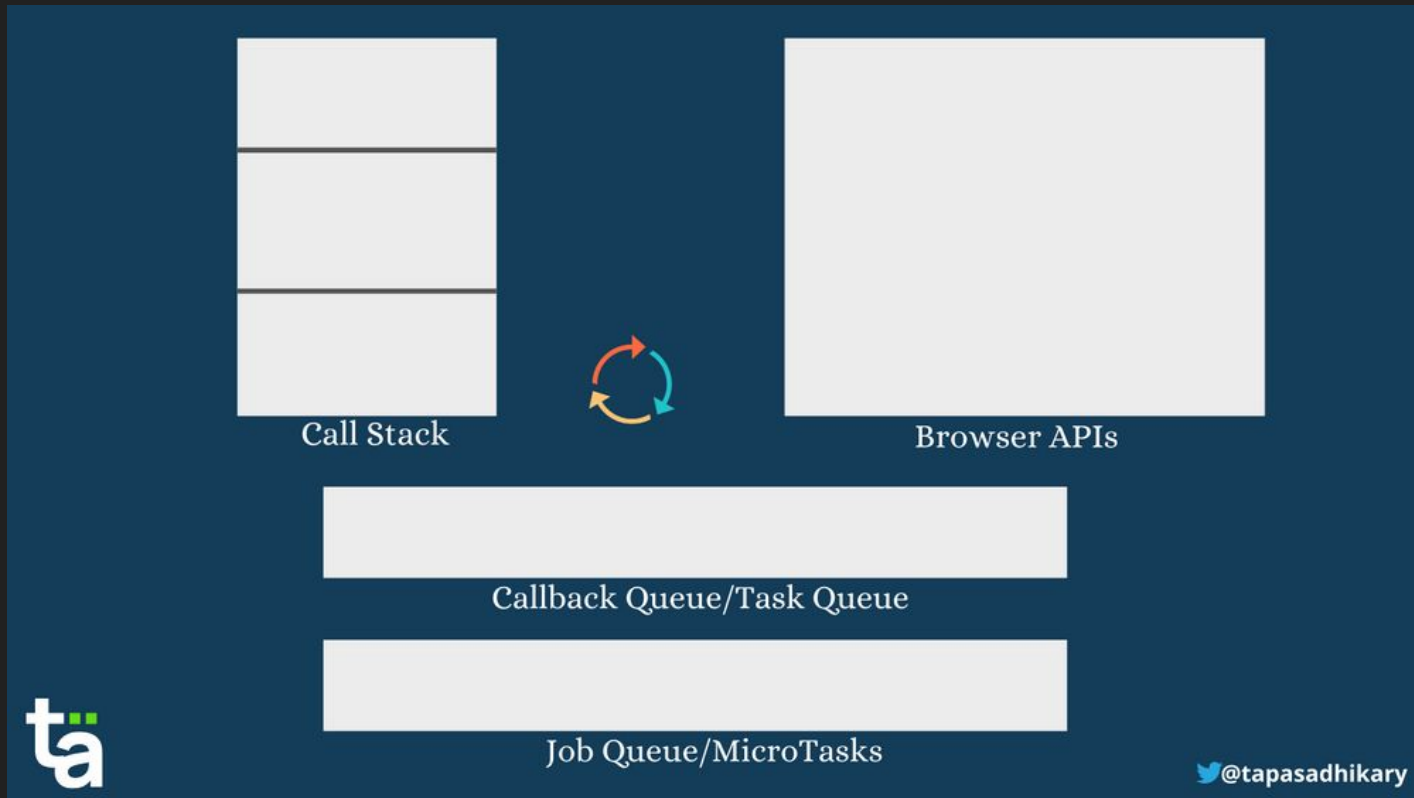 Call Stack
Browser APIs
Callback Queue/Task Queue
Job Queue/MicroTasks
tä
@tapasadhikary